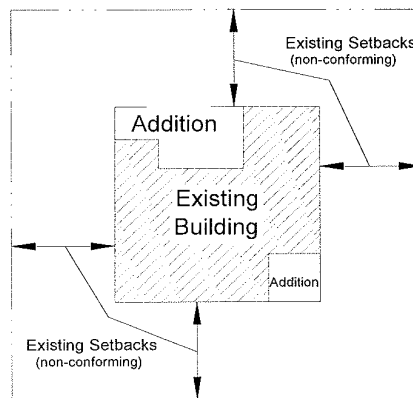 Existing Setbacks
(non-conforming)
Addition
Existing
Building
Addition
Existing Setbacks
(non-conforming)